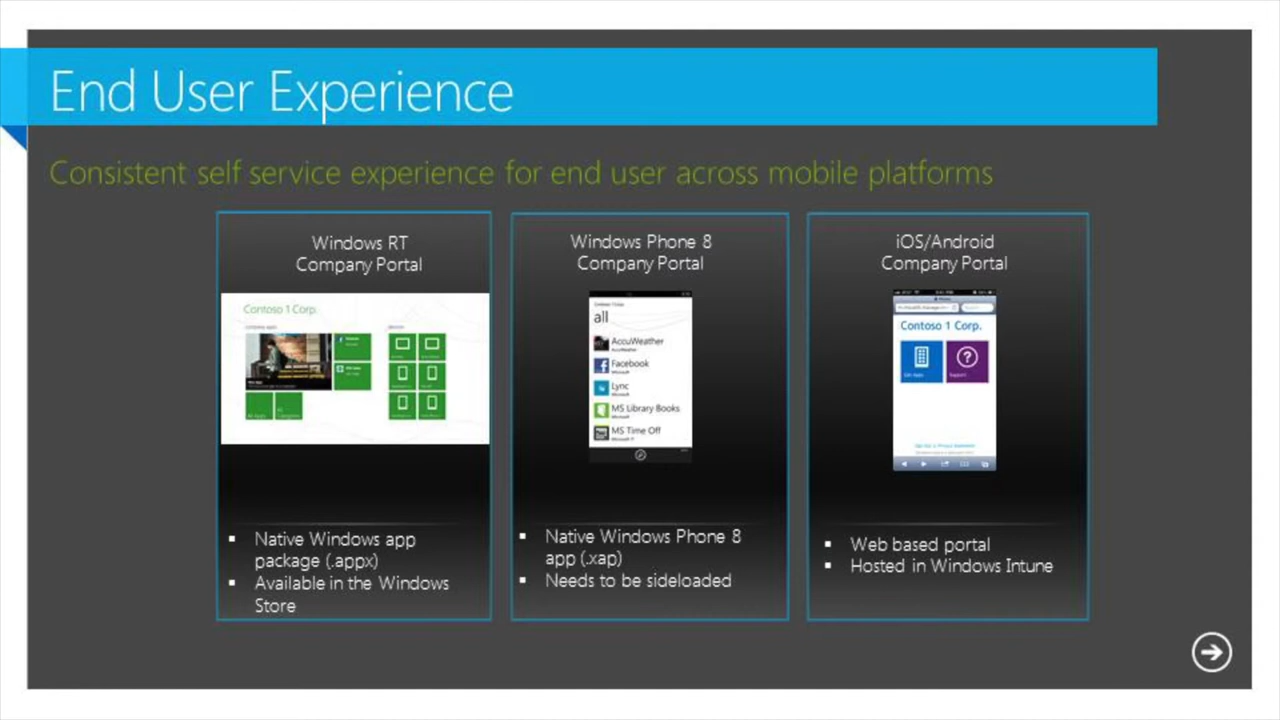 End User Experience
Consistent self service experience for end user across mobile platforms
Windows RT
Company Portal
Contoso 1 Corp.
▪ Native Windows app
package (.appx)
▪ Available in the Windows
Store
Windows Phone 8
Company Portal
all
AccuWeather
Facebook
Lync
MS Library Books
MS Time Off
▪ Native Windows Phone 8
app (.xap)
▪ Needs to be sideloaded
iOS/Android
Company Portal
Contoso 1 Corp.
▪ Web based portal
▪ Hosted in Windows Intune